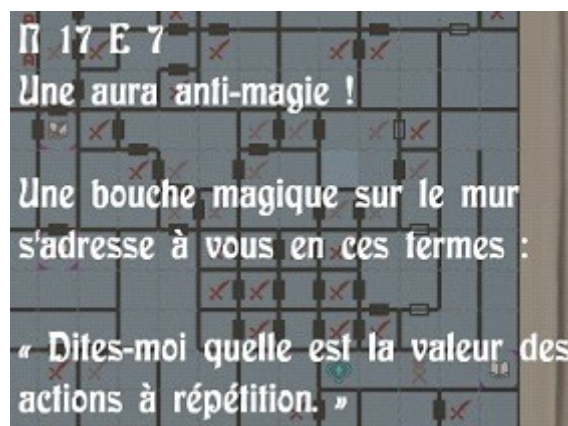 N 17 E 7
Une aura anti-magie !
Une bouche magique sur le mur
s'adresse à vous en ces termes :
« Dites-moi quelle est la valeur des
actions à répétition. »